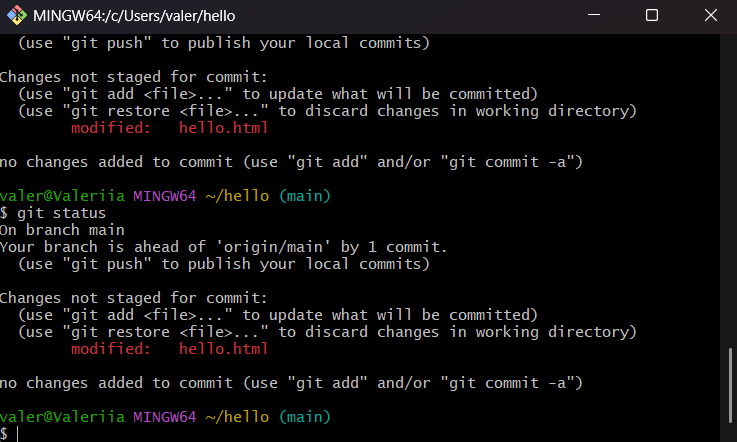 MINGW64:/c/Users/valer/hello
  (use "git push" to publish your local commits)
Changes not staged for commit:
  (use "git add <file>..." to update what will be committed)
  (use "git restore <file>..." to discard changes in working directory)
        modified:   hello.html
no changes added to commit (use "git add" and/or "git commit -a")
valer@Valeriia MINGW64 ~/hello (main)
$ git status
On branch main
Your branch is ahead of 'origin/main' by 1 commit.
  (use "git push" to publish your local commits)
Changes not staged for commit:
  (use "git add <file>..." to update what will be committed)
  (use "git restore <file>..." to discard changes in working directory)
        modified:   hello.html
no changes added to commit (use "git add" and/or "git commit -a")
valer@Valeriia MINGW64 ~/hello (main)
$